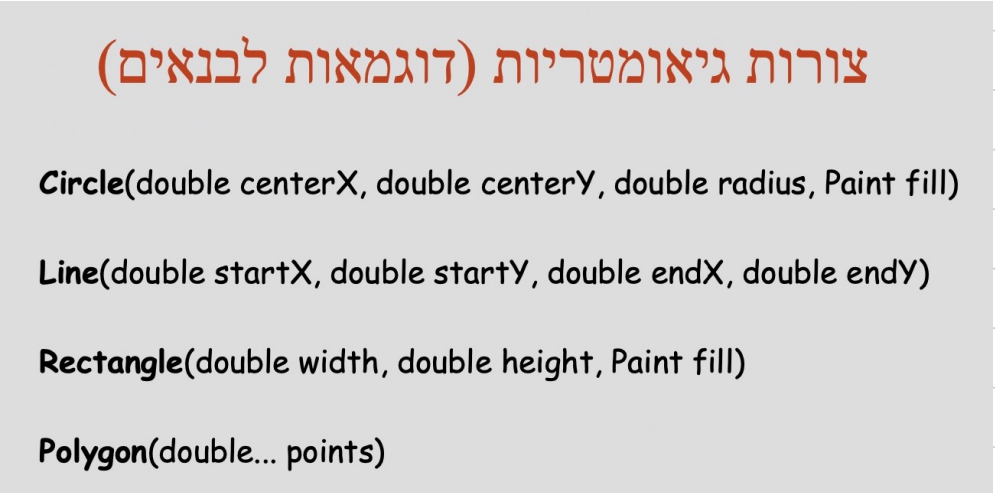 צורות גיאומטריות (דוגמאות לבנאים)
Circle(double centerX, double centerY, double radius, Paint fill)
Line(double startX, double startY, double endX, double endY)
Rectangle(double width, double height, Paint fill)
Polygon(double... points)